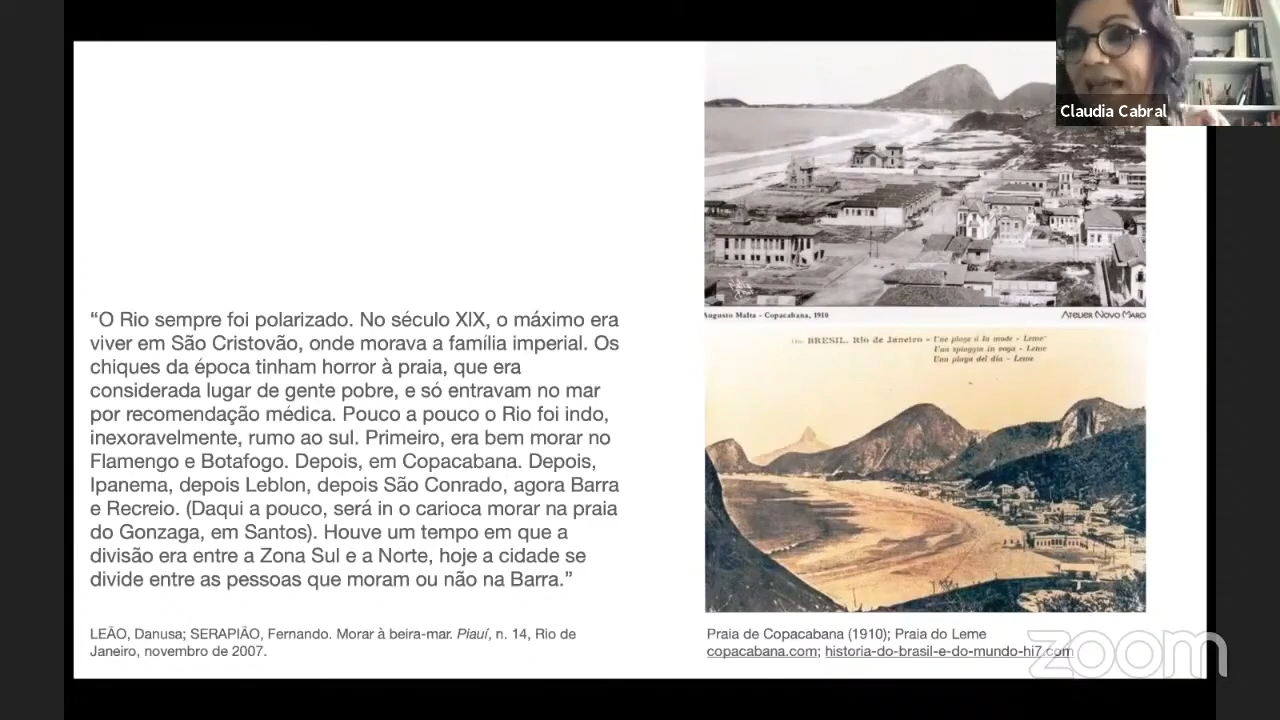 Claudia Cabral
“O Rio sempre foi polarizado. No século XIX, o máximo era
viver em São Cristovão, onde morava a família imperial. Os
chiques da época tinham horror à praia, que era
considerada lugar de gente pobre, e só entravam no mar
por recomendação médica. Pouco a pouco o Rio foi indo,
inexoravelmente, rumo ao sul. Primeiro, era bem morar no
Flamengo e Botafogo. Depois, em Copacabana. Depois,
Ipanema, depois Leblon, depois São Conrado, agora Barra
e Recreio. (Daqui a pouco, será in o carioca morar na praia
do Gonzaga, em Santos). Houve um tempo em que a
divisão era entre a Zona Sul e a Norte, hoje a cidade se
divide entre as pessoas que moram ou não na Barra.”
LEÃO, Danusa; SERAPIÃO, Fernando. Morar à beira-mar. Piauí, n. 14, Rio de
Janeiro, novembro de 2007.
Augusto Malta - Copacabana, 1910
ATELIER NOVO MARC
BRESIL. Rio de Janeiro - Une plage à la mode - Leme
Una spiaggia in voga - Leme
Una playa del dia - Leme
Praia de Copacabana (1910); Praia do Leme
copacabana.com; historia-do-brasil-e-do-mundo-hi7.com
zoom